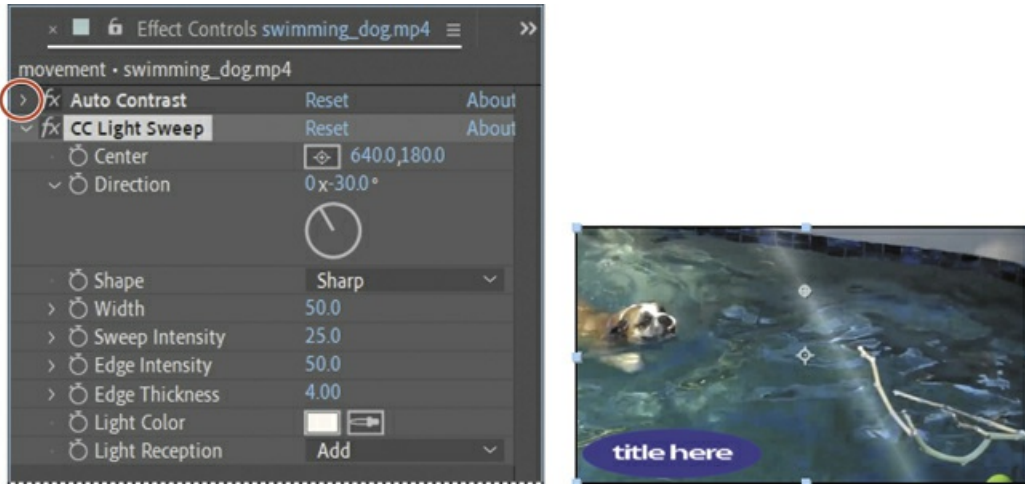 × Effect Controls swimming_dog.mp4 ≡ »
movement • swimming_dog.mp4
> fx Auto Contrast Reset About
fx CC Light Sweep Reset About
Center 640.0,180.0
Direction 0x-30.0°
Shape Sharp
> Width 50.0
> Sweep Intensity 25.0
> Edge Intensity 50.0
> Edge Thickness 4.00
Light Color
Light Reception Add
title here